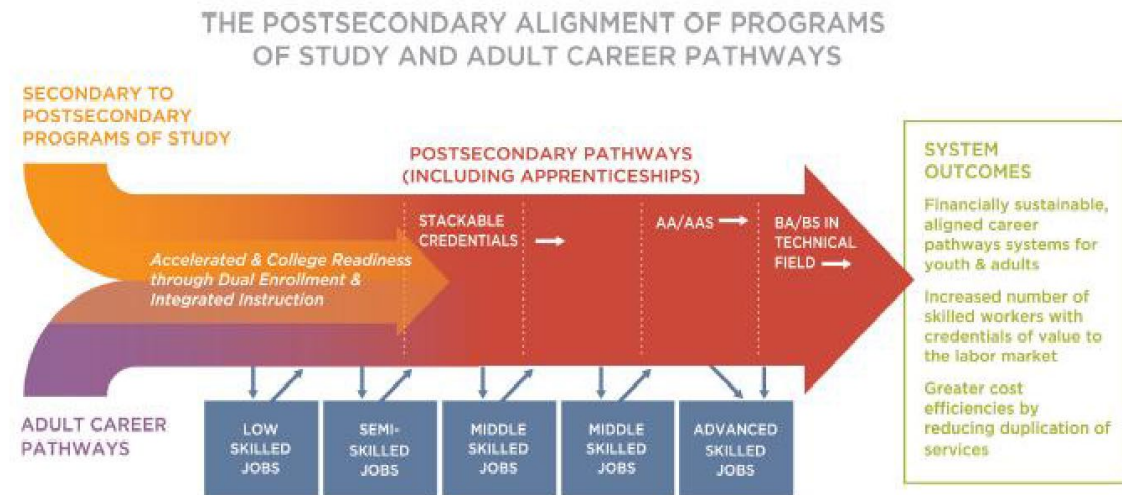 THE POSTSECONDARY ALIGNMENT OF PROGRAMS
OF STUDY AND ADULT CAREER PATHWAYS
SECONDARY TO
POSTSECONDARY
PROGRAMS OF STUDY
POSTSECONDARY PATHWAYS
(INCLUDING APPRENTICESHIPS)
STACKABLE
CREDENTIALS
AA/AAS
BA/BS IN
TECHNICAL
FIELD
Accelerated & College Readiness
through Dual Enrollment &
Integrated Instruction
ADULT CAREER
PATHWAYS
LOW
SKILLED
JOBS
SEMI-
SKILLED
JOBS
MIDDLE
SKILLED
JOBS
MIDDLE
SKILLED
JOBS
ADVANCED
SKILLED
JOBS
SYSTEM
OUTCOMES
Financially sustainable,
aligned career
pathways systems for
youth & adults
Increased number of
skilled workers with
credentials of value to
the labor market
Greater cost
efficiencies by
reducing duplication of
services